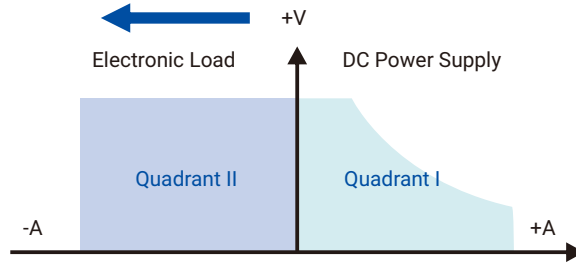 +V
Electronic Load
DC Power Supply
Quadrant II
Quadrant I
-A
+A